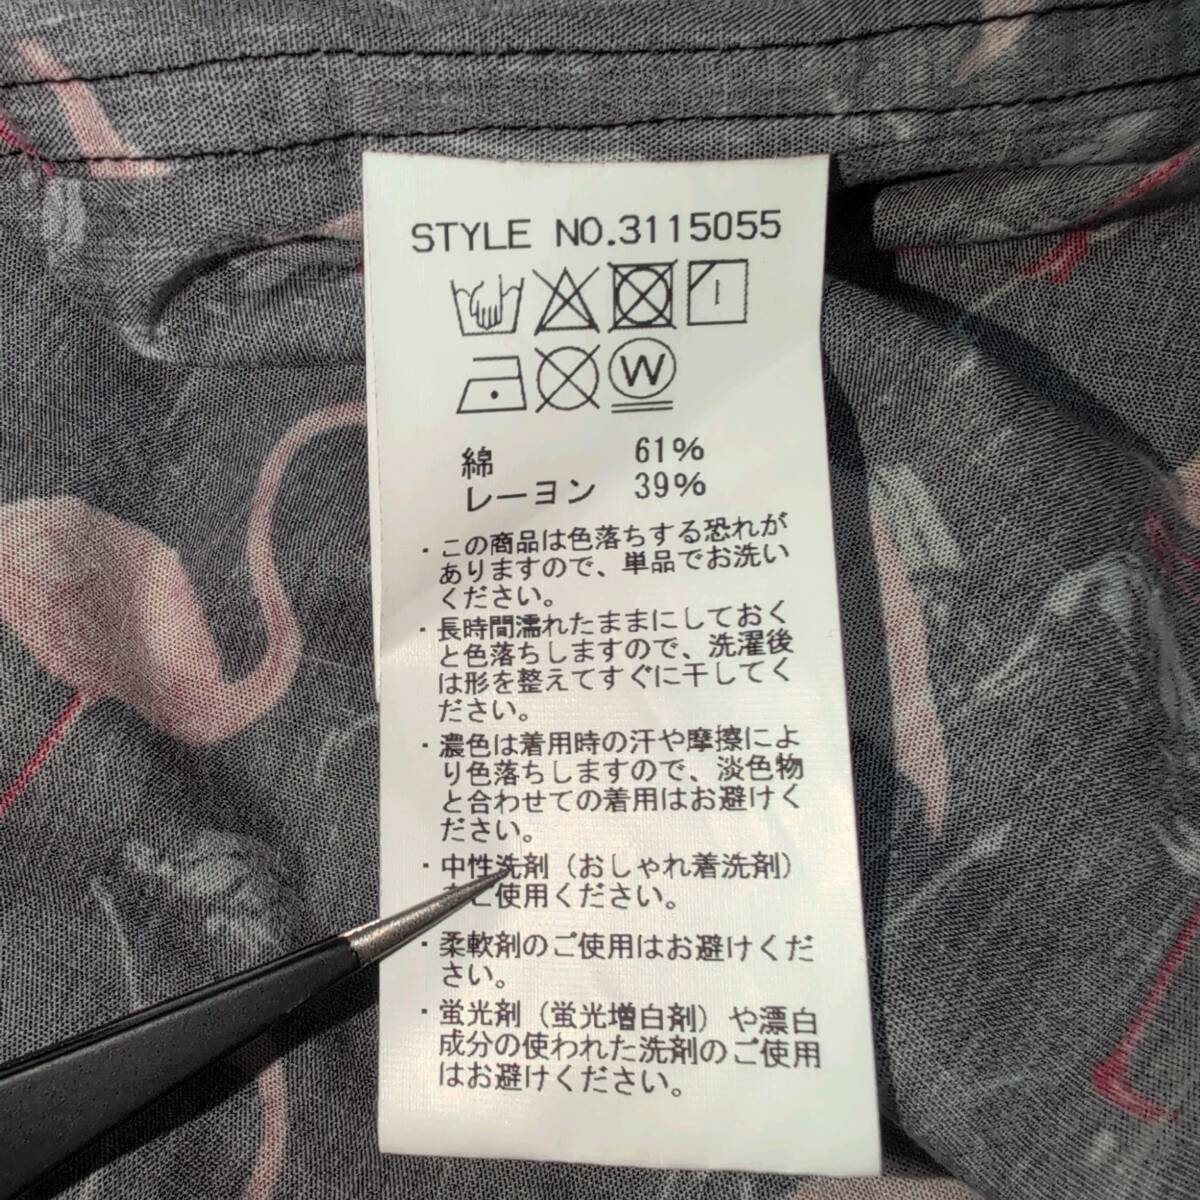 STYLE NO.3115055
W
綿 61%
レーヨン 39%
・この商品は色落ちする恐れが
ありますので、単品でお洗い
ください。
・長時間濡れたままにしておく
と色落ちしますので、洗濯後
は形を整えてすぐに干してく
ださい。
・濃色は着用時の汗や摩擦によ
り色落ちしますので、淡色物
と合わせての着用はお避けく
ださい。
・中性洗剤（おしゃれ着洗剤）
をご使用ください。
・柔軟剤のご使用はお避けくだ
さい。
・蛍光剤（蛍光増白剤）や漂白
成分の使われた洗剤のご使用
はお避けください。